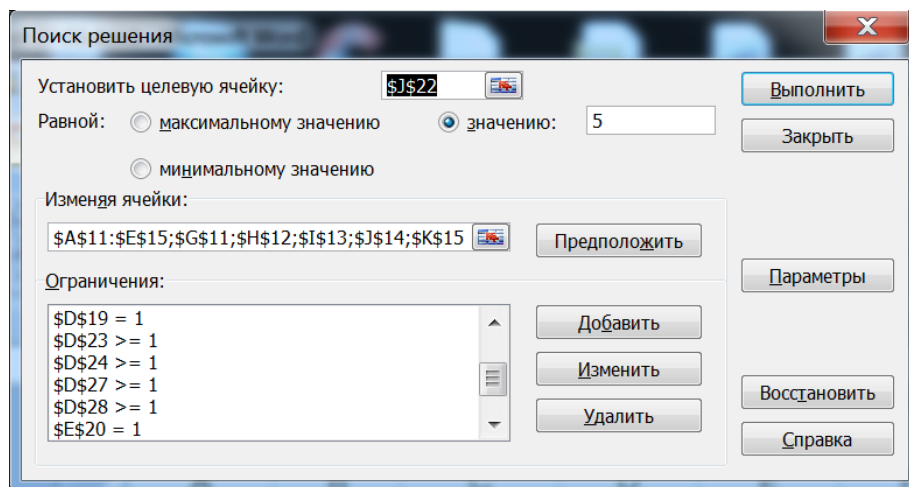 Поиск решения
Установить целевую ячейку: $J$22
Выполнить
Равной: максимальному значению значению: 5
Закрыть
минимальному значению
Изменяя ячейки:
$A$11:$E$15;$G$11;$H$12;$I$13;$J$14;$K$15
Предположить
Ограничения:
Параметры
$D$19 = 1
$D$23 >= 1
$D$24 >= 1
$D$27 >= 1
$D$28 >= 1
$E$20 = 1
Добавить
Изменить
Удалить
Восстановить
Справка